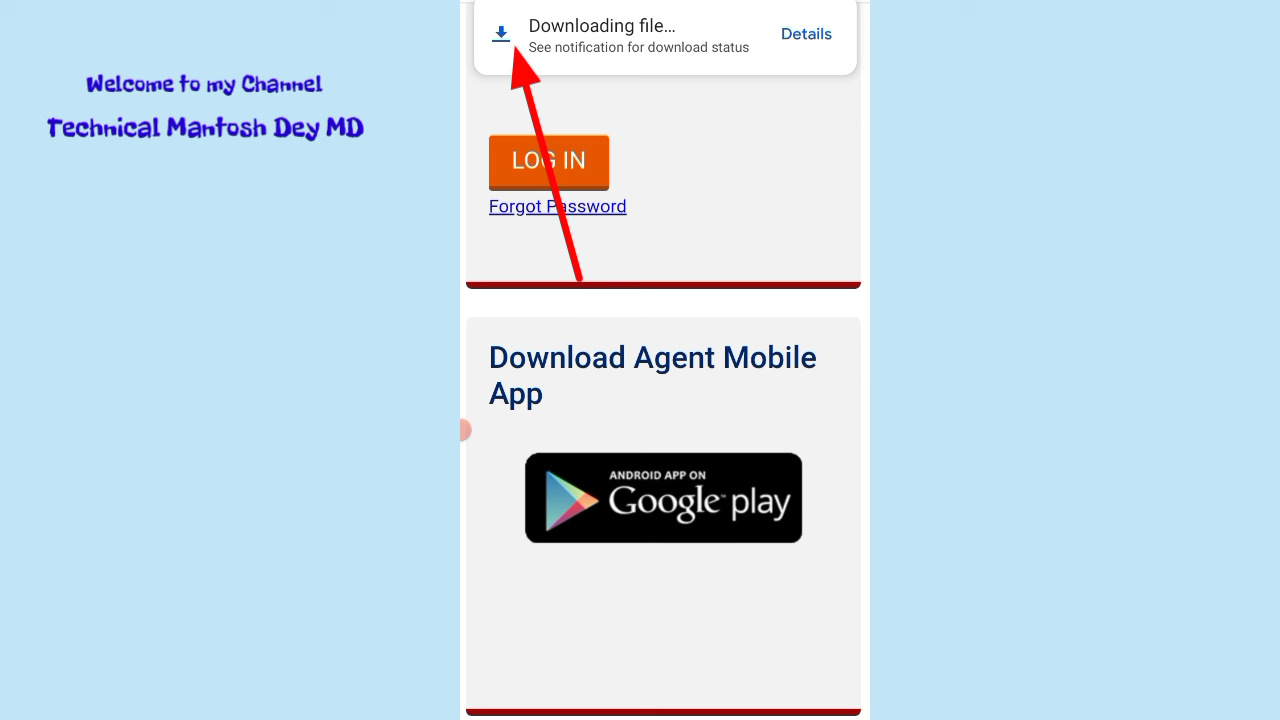 Welcome to my Channel
Technical Mantosh Dey MD
Downloading file...
See notification for download status
Details
LOG IN
Forgot Password
Download Agent Mobile
App
ANDROID APP ON
Google™ play